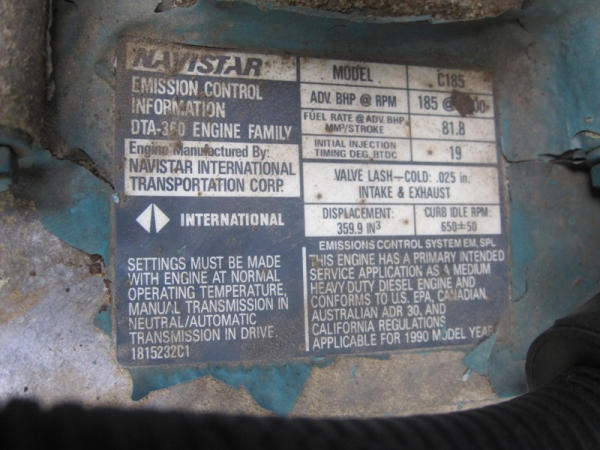 NAVISTAR
EMISSION CONTROL
INFORMATION
DTA-360 ENGINE FAMILY
Engine Manufactured By:
NAVISTAR INTERNATIONAL
TRANSPORTATION CORP.
INTERNATIONAL
SETTINGS MUST BE MADE
WITH ENGINE AT NORMAL
OPERATING TEMPERATURE,
MANUAL TRANSMISSION IN
NEUTRAL/AUTOMATIC
TRANSMISSION IN DRIVE.
1815232C1
MODEL C185
ADV. BHP @ RPM 185 @
FUEL RATE @ ADV. BHP
MM³/STROKE 81.8
INITIAL INJECTION
TIMING DEG. BTDC 19
VALVE LASH—COLD: .025 in.
INTAKE & EXHAUST
DISPLACEMENT: CURB IDLE RPM:
359.9 IN³ 650±50
EMISSIONS CONTROL SYSTEM EM, SPL
THIS ENGINE HAS A PRIMARY INTENDED
SERVICE APPLICATION AS A MEDIUM
HEAVY DUTY DIESEL ENGINE AND
CONFORMS TO U.S. EPA, CANADIAN,
AUSTRALIAN ADR 30, AND
CALIFORNIA REGULATIONS
APPLICABLE FOR 1990 MODEL YEAR